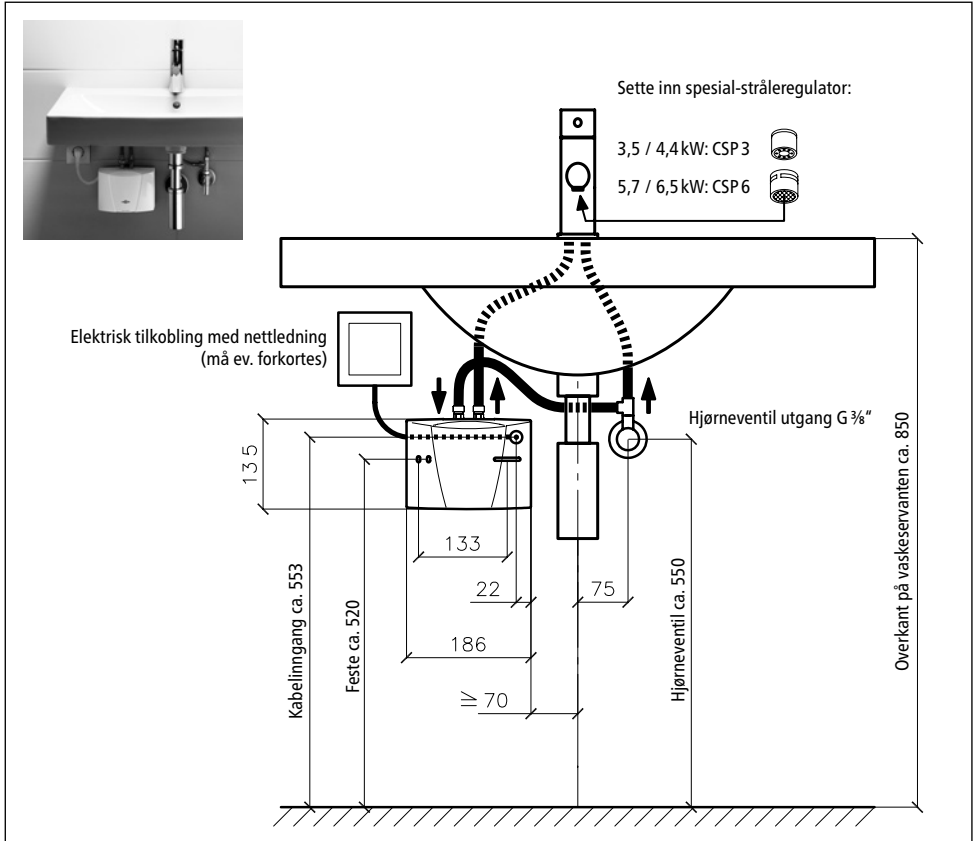 Sette inn spesial-stråleregulator:
3,5 / 4,4 kW: CSP 3
5,7 / 6,5 kW: CSP 6
Elektrisk tilkobling med nettledning
(må ev. forkortes)
Hjørneventil utgang G ⅜“
135
133
22
75
186
≧ 70
Kabelinngang ca. 553
Feste ca. 520
Hjørneventil ca. 550
Overkant på vaskeservanten ca. 850